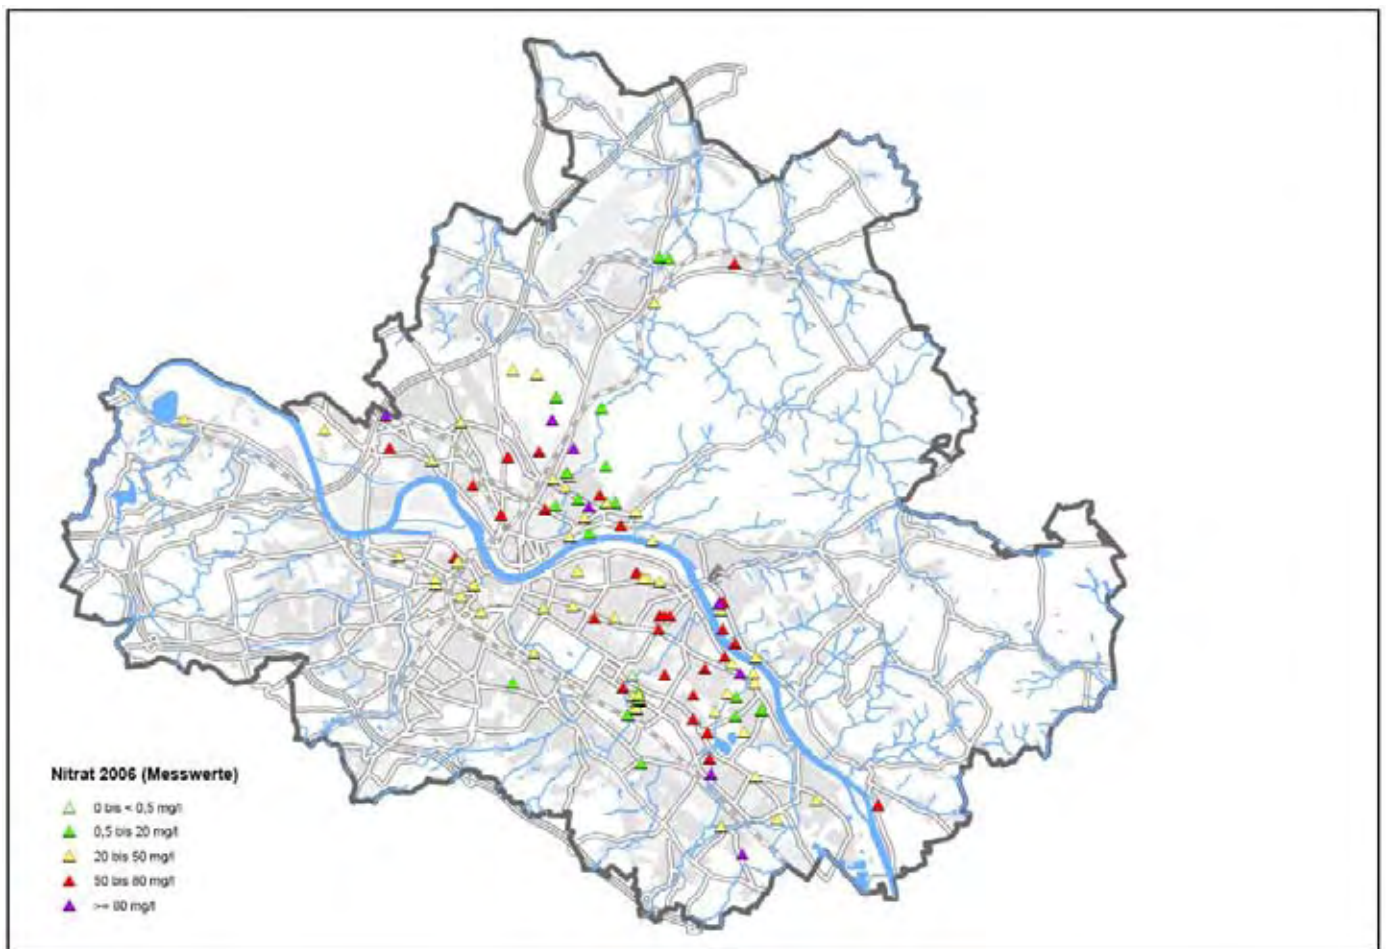 Nitrat 2006 (Messwerte)
0 bis < 0,5 mg/l
0,5 bis 20 mg/l
20 bis 50 mg/l
50 bis 80 mg/l
>= 80 mg/l